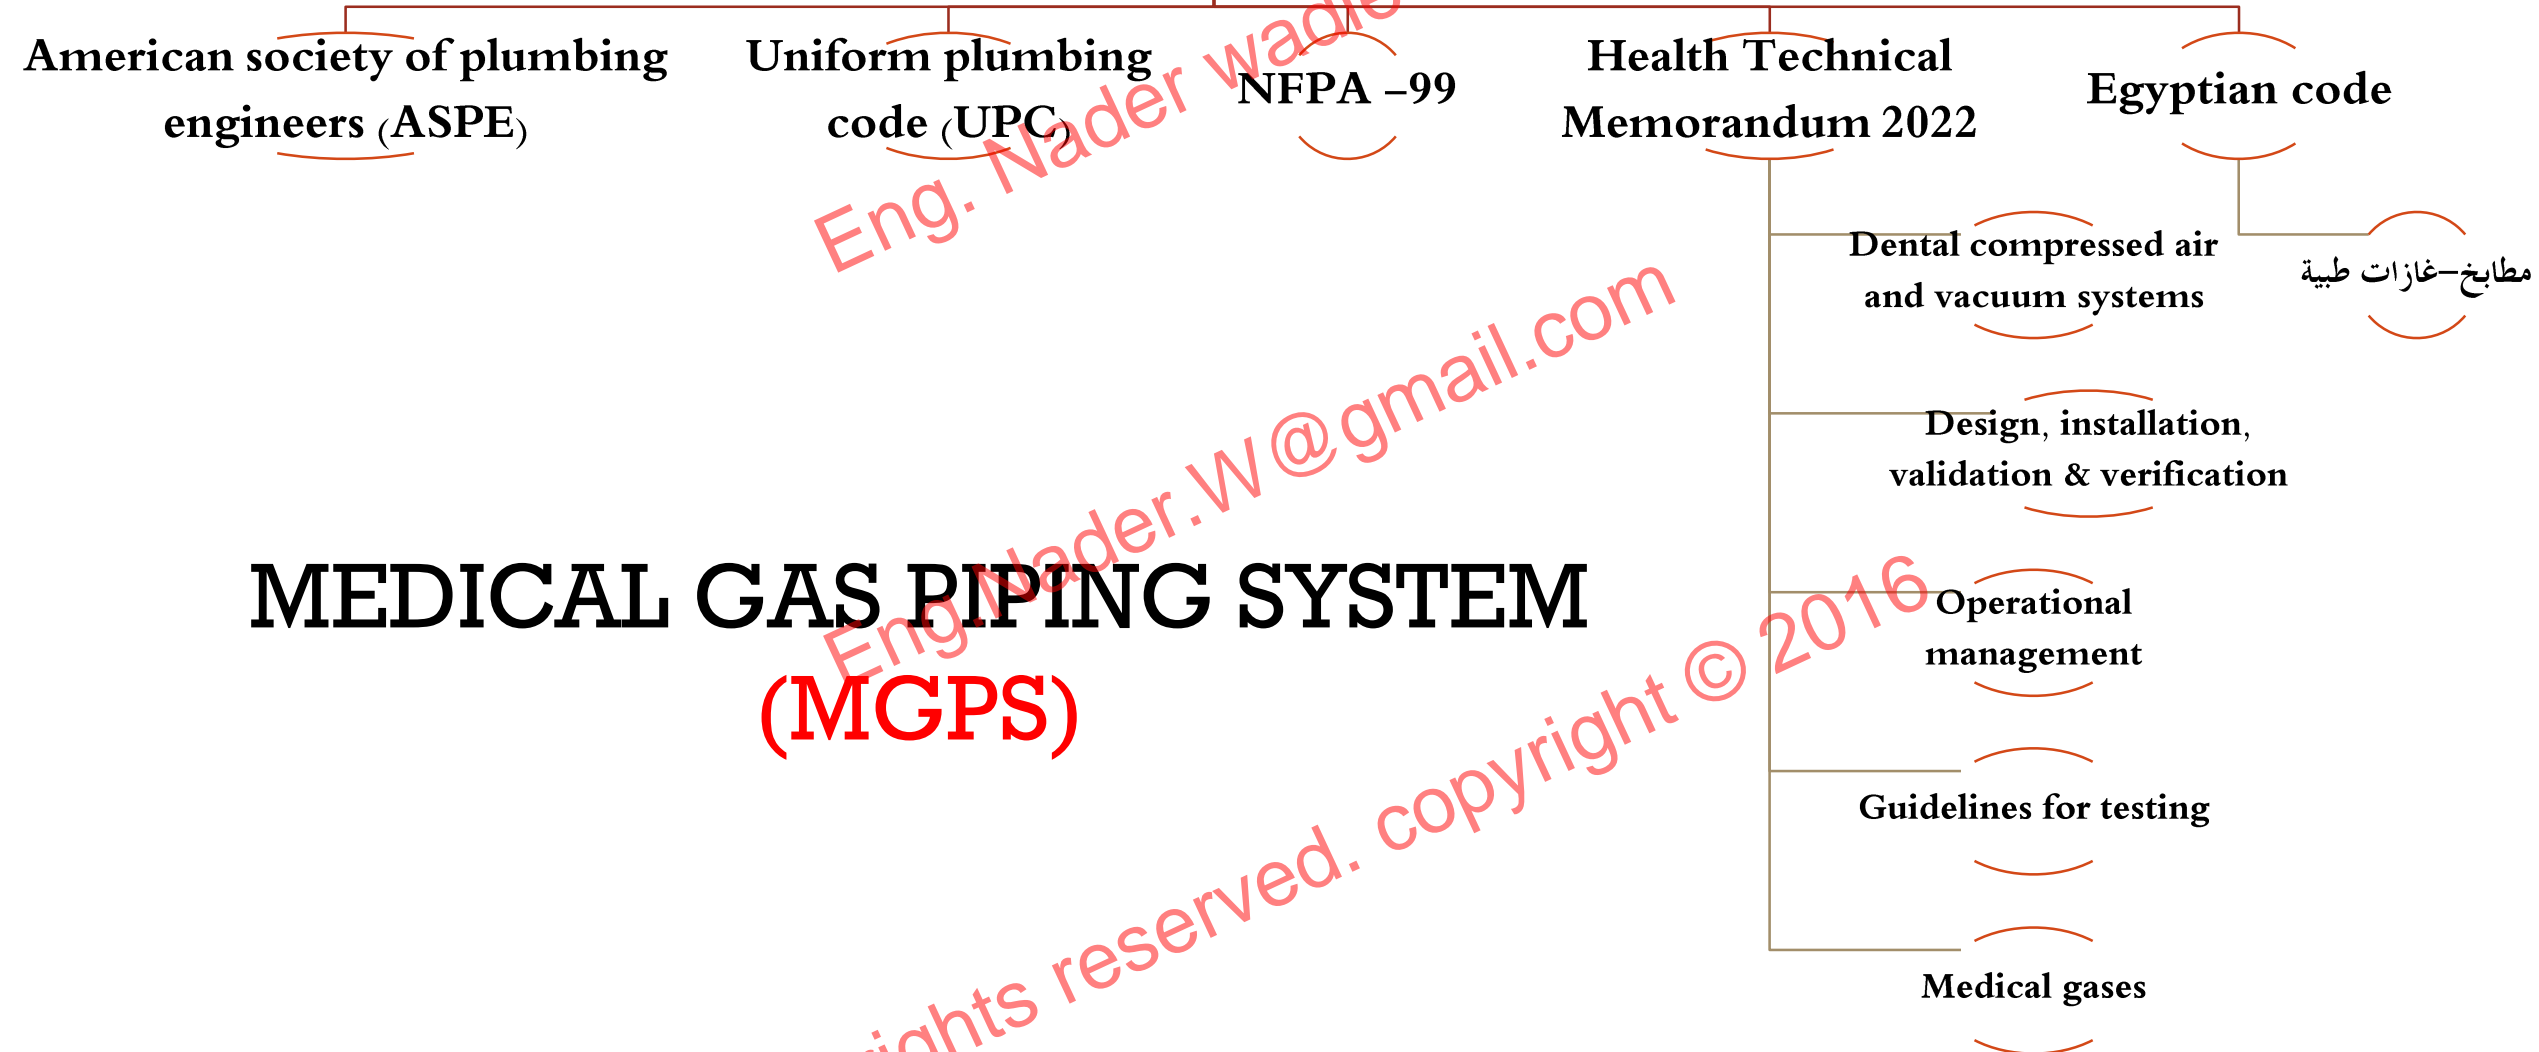 American society of plumbing
engineers (ASPE)
Uniform plumbing
code (UPC)
NFPA –99
Health Technical
Memorandum 2022
Egyptian code
Dental compressed air
and vacuum systems
مطابخ–غازات طبية
Design, installation,
validation & verification
Operational
management
Guidelines for testing
Medical gases
MEDICAL GAS PIPING SYSTEM
(MGPS)
Eng. Nader
Eng.Nader.W@gmail.com
reserved. copyright © 2016